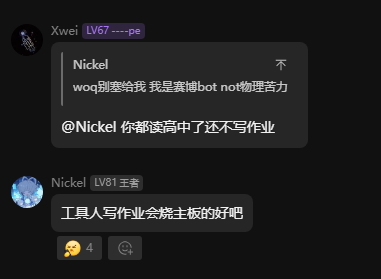 Xwei LV67 ----pe
Nickel
woq别塞给我 我是赛博bot not物理苦力
@Nickel 你都读高中了还不写作业
Nickel LV81 王者
工具人写作业会烧主板的好吧
4